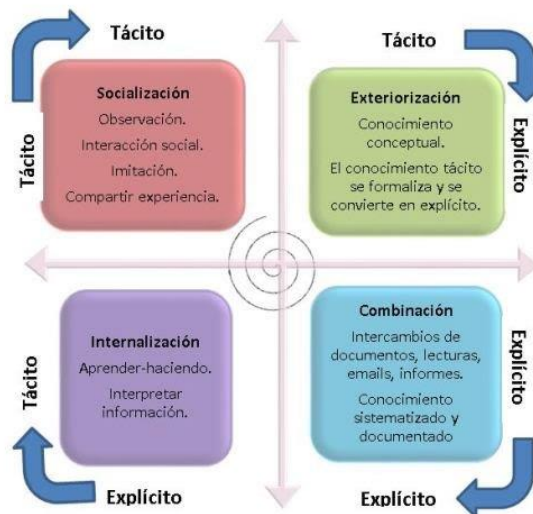 Tácito
Tácito
Socialización
Observación.
Interacción social.
Imitación.
Compartir experiencia.
Tácito
Explícito
Exteriorización
Conocimiento
conceptual.
El conocimiento tácito
se formaliza y se
convierte en explícito.
Tácito
Internalización
Aprender-haciendo.
Interpretar
información.
Explícito
Explícito
Combinación
Intercambios de
documentos, lecturas,
emails, informes.
Conocimiento
sistematizado y
documentado
Explícito